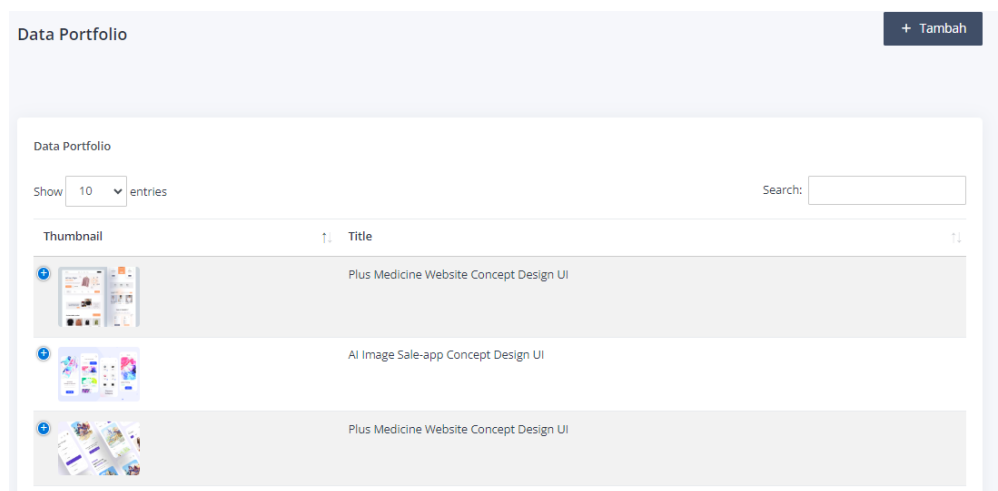 Data Portfolio
+ Tambah
Data Portfolio
Show 10 entries
Search:
Thumbnail Title
Plus Medicine Website Concept Design UI
AI Image Sale-app Concept Design UI
Plus Medicine Website Concept Design UI